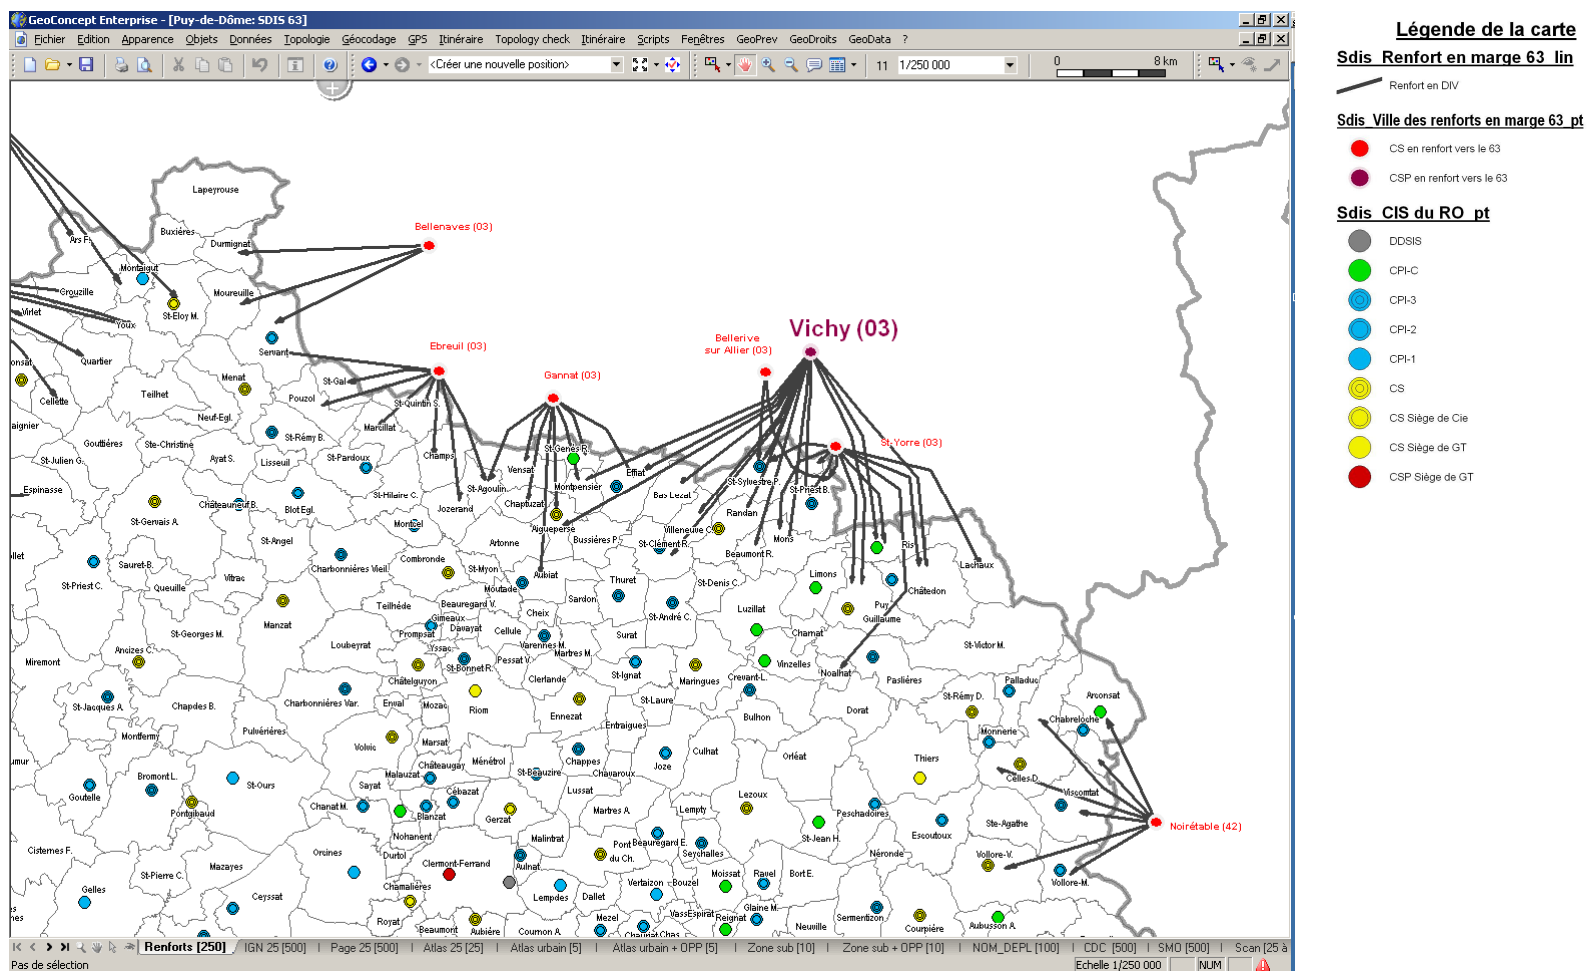 GeoConcept Enterprise - [Puy-de-Dôme: SDIS 63]
Fichier Edition Apparence Objets Données Topologie Géocodage GPS Itinéraire Topology check Itinéraire Scripts Fenêtres GeoPrev GeoDroits GeoData ?
<Créer une nouvelle position> 11 1/250 000 0 8 km
Légende de la carte
Sdis_Renfort en marge 63_lin
Renfort en DIV
Sdis_Ville des renforts en marge 63_pt
CS en renfort vers le 63
CSP en renfort vers le 63
Sdis_CIS du RO_pt
DDSIS
CPI-C
CPI-3
CPI-2
CPI-1
CS
CS Siège de Cie
CS Siège de GT
CSP Siège de GT
Lapeyrouse
Bellenaves (03)
Buxières
Durmignat
Ars F.
Montaigut
Grouzille
Moureuille
Virlet
St-Eloy M.
Youx
Vichy (03)
Bellerive
sur Allier (03)
Ebreuil (03)
Servant
Quartier
Gannat (03)
Menat
St-Gal
Teilhet
Pouzol
St-Quintin S.
Cellette
Neuf-Egl.
Marcillat
St-Rémy B.
St-Yorre (03)
Gouttières
Ste-Christine
St-Genès R.
Champs
Ayat S.
Lisseuil
St-Pardoux
St-Julien G.
Vensat
Effiat
Espinasse
St-Agoulin
Montpensier
St-Sylvestre P.
St-Priest B.
Bas Lezat
St-Hilaire C.
Jozerand
Chaptuzat
Châteauneuf B.
Blot Egl.
Randan
St-Gervais A.
Montcel
Aigueperse
Villeneuve C.
St-Angel
Artonne
Bussières P.
St-Clément R.
Mons
Ris
Beaumont R.
Charbonnières Vieil.
Combronde
St-Myon
Aubiat
Lachaux
Sauret-B.
St-Priest C.
Queuille
Vitrac
Moutade
Thuret
St-Denis C.
Limons
Châtedon
Teilhède
Beauregard V.
Sardon
Luzillat
Puy
Guillaume
Manzat
Gimeaux
Cheix
St-André C.
Prompsat
Davayat
Cellule
Surat
Charnat
St-Georges M.
Loubeyrat
Yssac
Varennes M.
St-Victor M.
Ancizes C.
Martres M.
Miremont
St-Bonnet R.
Pessat V.
St-Ignat
Vinzelles
Noalhat
Châtelguyon
Clerlande
Maringues
Crevant-L.
Paslières
Palladuc
St-Rémy D.
Arconsat
St-Jacques A.
Chapdes B.
Charbonnières Var.
Enval
Mozac
Riom
St-Laure
Ennezat
Bulhon
Dorat
Chabreloche
Entraigues
Monnerie
Montfermy
Pulvérières
Volvic
Marsat
Culhat
Orléat
Thiers
Châteaugay
Ménétrol
Chappes
Joze
St-Beauzire
Chavaroux
Celles D.
Bromont L.
Malauzat
St-Ours
Sayat
Cébazat
Lussat
Viscomtat
Goutelle
Lezoux
Chanat M.
Martres A.
Lempty
Peschadoires
Pontgibaud
Blanzat
Gerzat
Ste-Agathe
Noirétable (42)
Nohanent
Malintrat
Beauregard E.
St-Jean H.
Escoutoux
Cisternes F.
Orcines
Durtol
Pont
du Ch.
Seychalles
Néronde
Vollore-V.
Mazayes
Clermont-Ferrand
Aulnat
St-Pierre C.
Moissat
Ravel
Bort E.
Vollore-M.
Gelles
Chamalières
Vertaizon
Bouzel
Ceyssat
Lempdes
Dallet
Royat
VassEspirat
Reignat
Glaine M.
Sermentizon
Beaumont
Aubière
Cournon A.
Mezel
Neuville
Courpière
Aubusson A.
Renforts [250] IGN 25 [500] Page 25 [500] Atlas 25 [25] Atlas urbain [5] Atlas urbain + OPP [5] Zone sub [10] Zone sub + OPP [10] NOM_DEPL [100] CDC [500] SMO [500] Scan [25 à
Pas de sélection Echelle 1/250 000 NUM